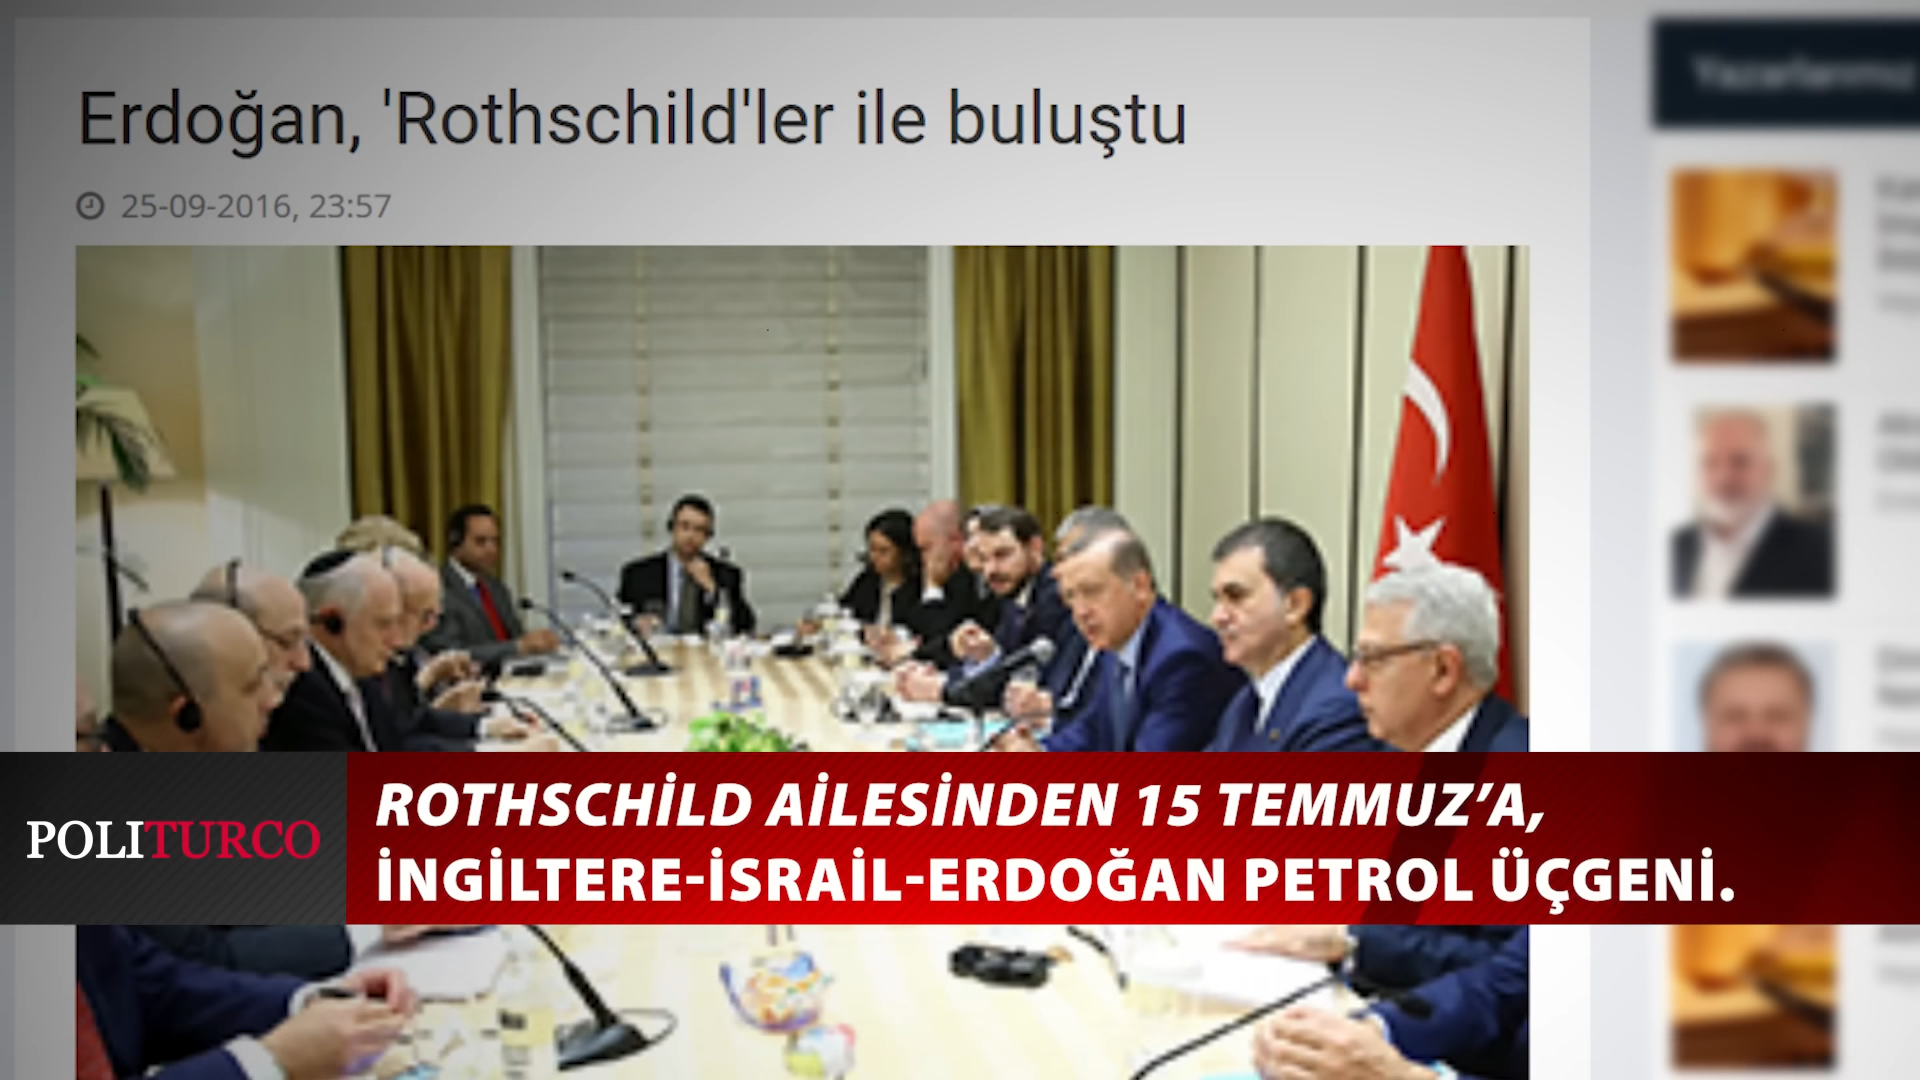 Erdoğan, 'Rothschild'ler ile buluştu
25-09-2016, 23:57
Yazarlarımız
POLITURCO
ROTHSCHİLD AİLESİNDEN 15 TEMMUZ’A,
İNGİLTERE-İSRAİL-ERDOĞAN PETROL ÜÇGENİ.